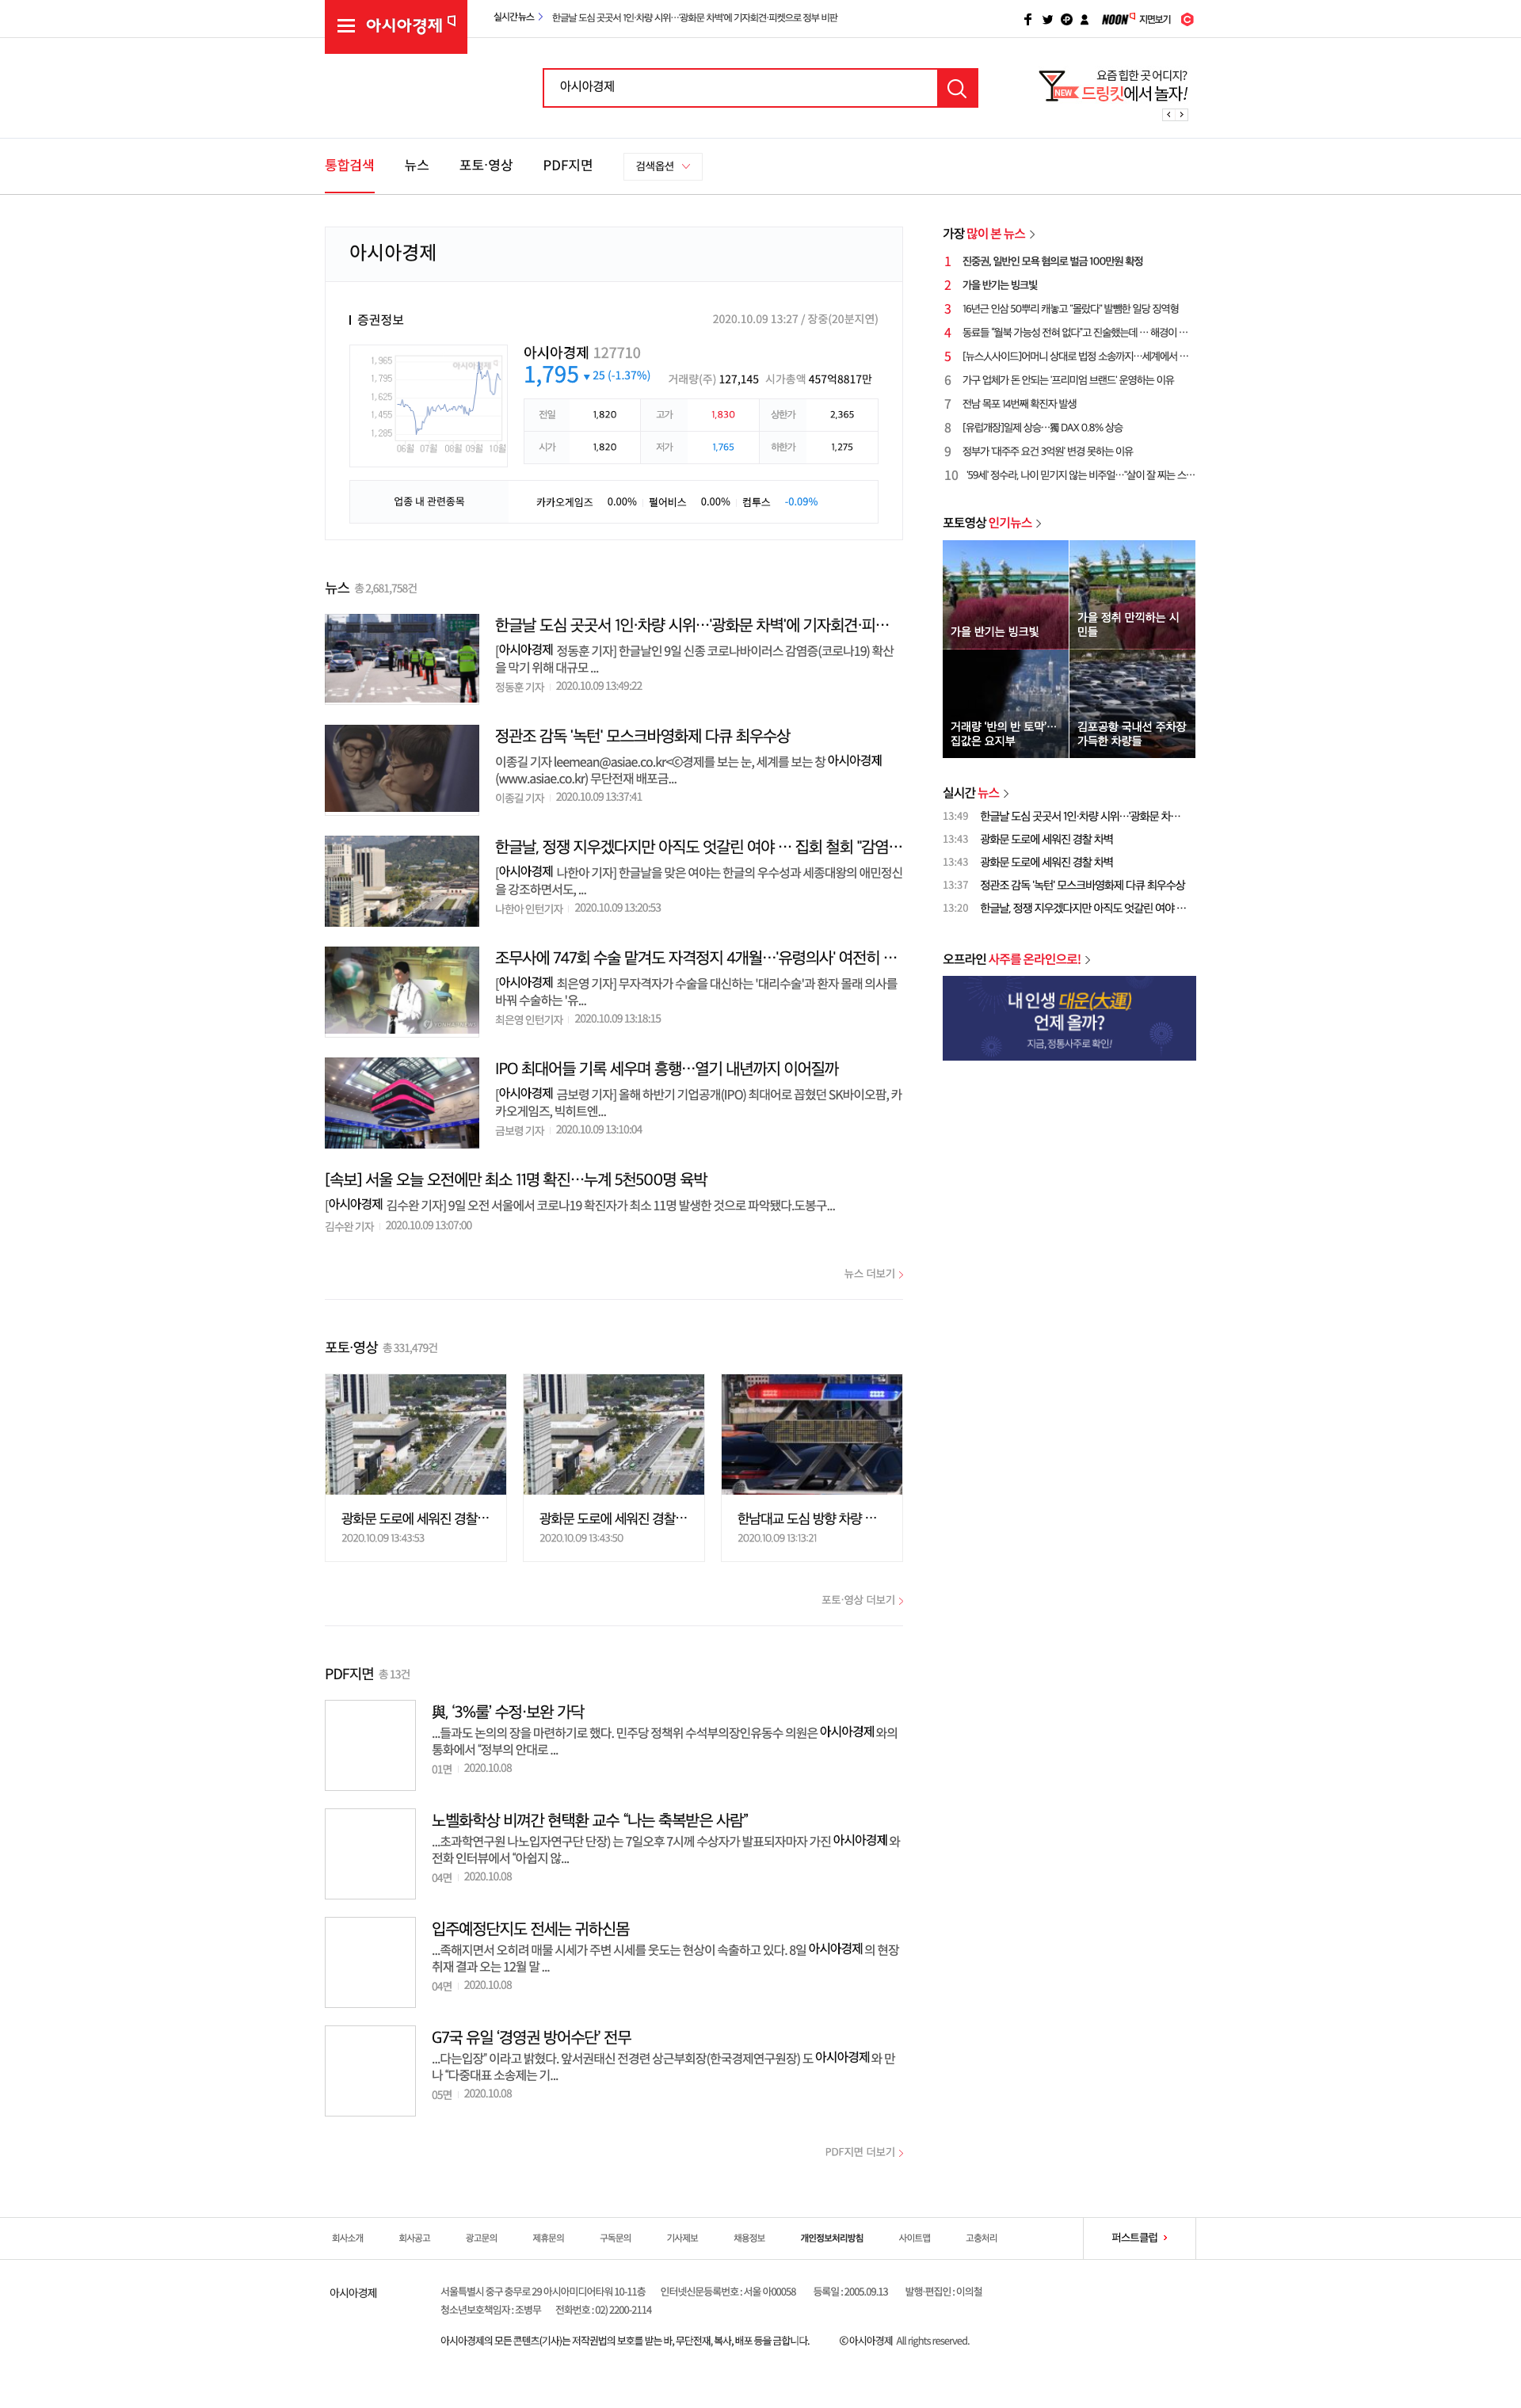 아시아경제
실시간뉴스
한글날 도심 곳곳서 1인·차량 시위…'광화문 차벽'에 기자회견·피켓으로 정부 비판
NOON 지면보기
아시아경제
요즘 힙한 곳 어디지?
NEW 드링킷에서 놀자!
통합검색 뉴스 포토·영상 PDF지면 검색옵션
아시아경제
증권정보
2020.10.09 13:27 / 장중(20분지연)
1,965
1,795
1,625
1,455
1,285
06월 07월 08월 09월 10월
아시아경제
아시아경제 127710
1,795 ▼ 25 (-1.37%) 거래량(주) 127,145 시가총액 457억8817만
전일 1,820 고가 1,830 상한가 2,365
시가 1,820 저가 1,765 하한가 1,275
업종 내 관련종목 카카오게임즈 0.00% 펄어비스 0.00% 컴투스 -0.09%
뉴스 총 2,681,758건
한글날 도심 곳곳서 1인·차량 시위…'광화문 차벽'에 기자회견·피…
[아시아경제 정동훈 기자] 한글날인 9일 신종 코로나바이러스 감염증(코로나19) 확산
을 막기 위해 대규모 ...
정동훈 기자 2020.10.09 13:49:22
정관조 감독 '녹턴' 모스크바영화제 다큐 최우수상
이종길 기자 leemean@asiae.co.kr<ⓒ경제를 보는 눈, 세계를 보는 창 아시아경제
(www.asiae.co.kr) 무단전재 배포금...
이종길 기자 2020.10.09 13:37:41
한글날, 정쟁 지우겠다지만 아직도 엇갈린 여야 … 집회 철회 "감염…
[아시아경제 나한아 기자] 한글날을 맞은 여야는 한글의 우수성과 세종대왕의 애민정신
을 강조하면서도, ...
나한아 인턴기자 2020.10.09 13:20:53
조무사에 747회 수술 맡겨도 자격정지 4개월…'유령의사' 여전히 …
[아시아경제 최은영 기자] 무자격자가 수술을 대신하는 '대리수술'과 환자 몰래 의사를
바꿔 수술하는 '유...
최은영 인턴기자 2020.10.09 13:18:15
IPO 최대어들 기록 세우며 흥행…열기 내년까지 이어질까
[아시아경제 금보령 기자] 올해 하반기 기업공개(IPO) 최대어로 꼽혔던 SK바이오팜, 카
카오게임즈, 빅히트엔...
금보령 기자 2020.10.09 13:10:04
[속보] 서울 오늘 오전에만 최소 11명 확진…누계 5천500명 육박
[아시아경제 김수완 기자] 9일 오전 서울에서 코로나19 확진자가 최소 11명 발생한 것으로 파악됐다.도봉구...
김수완 기자 2020.10.09 13:07:00
뉴스 더보기
포토·영상 총 331,479건
광화문 도로에 세워진 경찰…
2020.10.09 13:43:53
광화문 도로에 세워진 경찰…
2020.10.09 13:43:50
한남대교 도심 방향 차량 …
2020.10.09 13:13:21
포토·영상 더보기
PDF지면 총 13건
與, ‘3%룰’ 수정·보완 가닥
...들과도 논의의 장을 마련하기로 했다. 민주당 정책위 수석부의장인유동수 의원은 아시아경제 와의
통화에서 “정부의 안대로 ...
01면 2020.10.08
노벨화학상 비껴간 현택환 교수 “나는 축복받은 사람”
...초과학연구원 나노입자연구단 단장) 는 7일오후 7시께 수상자가 발표되자마자 가진 아시아경제 와
전화 인터뷰에서 “아쉽지 않...
04면 2020.10.08
입주예정단지도 전세는 귀하신몸
...족해지면서 오히려 매물 시세가 주변 시세를 웃도는 현상이 속출하고 있다. 8일 아시아경제 의 현장
취재 결과 오는 12월 말 ...
04면 2020.10.08
G7국 유일 ‘경영권 방어수단’ 전무
...다는입장” 이라고 밝혔다. 앞서권태신 전경련 상근부회장(한국경제연구원장) 도 아시아경제 와 만
나 “다중대표 소송제는 기...
05면 2020.10.08
PDF지면 더보기
가장 많이 본 뉴스
1 진중권, 일반인 모욕 혐의로 벌금 100만원 확정
2 가을 반기는 빙크빛
3 16년근 인삼 50뿌리 캐놓고 "몰랐다" 발뺌한 일당 징역형
4 동료들 "월북 가능성 전혀 없다"고 진술했는데 … 해경이 …
5 [뉴스人사이드]어머니 상대로 법정 소송까지…세계에서 …
6 가구 업체가 돈 안되는 '프리미엄 브랜드' 운영하는 이유
7 전남 목포 14번째 확진자 발생
8 [유럽개장]일제 상승…獨 DAX 0.8% 상승
9 정부가 '대주주 요건 3억원' 변경 못하는 이유
10 '59세' 정수라, 나이 믿기지 않는 비주얼…"살이 잘 찌는 스…
포토영상 인기뉴스
가을 반기는 빙크빛
가을 정취 만끽하는 시
민들
거래량 '반의 반 토막'…
집값은 요지부
김포공항 국내선 주차장
가득한 차량들
실시간 뉴스
13:49 한글날 도심 곳곳서 1인·차량 시위…'광화문 차…
13:43 광화문 도로에 세워진 경찰 차벽
13:43 광화문 도로에 세워진 경찰 차벽
13:37 정관조 감독 '녹턴' 모스크바영화제 다큐 최우수상
13:20 한글날, 정쟁 지우겠다지만 아직도 엇갈린 여야 …
오프라인 사주를 온라인으로!
내 인생 대운(大運)
언제 올까?
지금, 정통사주로 확인!
회사소개 회사공고 광고문의 제휴문의 구독문의 기사제보 채용정보 개인정보처리방침 사이트맵 고충처리 퍼스트클럽
아시아경제
서울특별시 중구 충무로 29 아시아미디어타워 10-11층 인터넷신문등록번호 : 서울 아00058 등록일 : 2005.09.13 발행·편집인 : 이의철
청소년보호책임자 : 조병무 전화번호 : 02) 2200-2114
아시아경제의 모든 콘텐츠(기사)는 저작권법의 보호를 받는 바, 무단전재, 복사, 배포 등을 금합니다. ⓒ 아시아경제 All rights reserved.